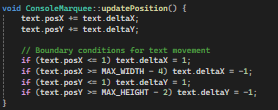 void ConsoleMarquee::updatePosition() {
    text.posX += text.deltaX;
    text.posY += text.deltaY;

    // Boundary conditions for text movement
    if (text.posX <= 1) text.deltaX = 1;
    if (text.posX >= MAX_WIDTH - 4) text.deltaX = -1;
    if (text.posY <= 1) text.deltaY = 1;
    if (text.posY >= MAX_HEIGHT - 2) text.deltaY = -1;
}